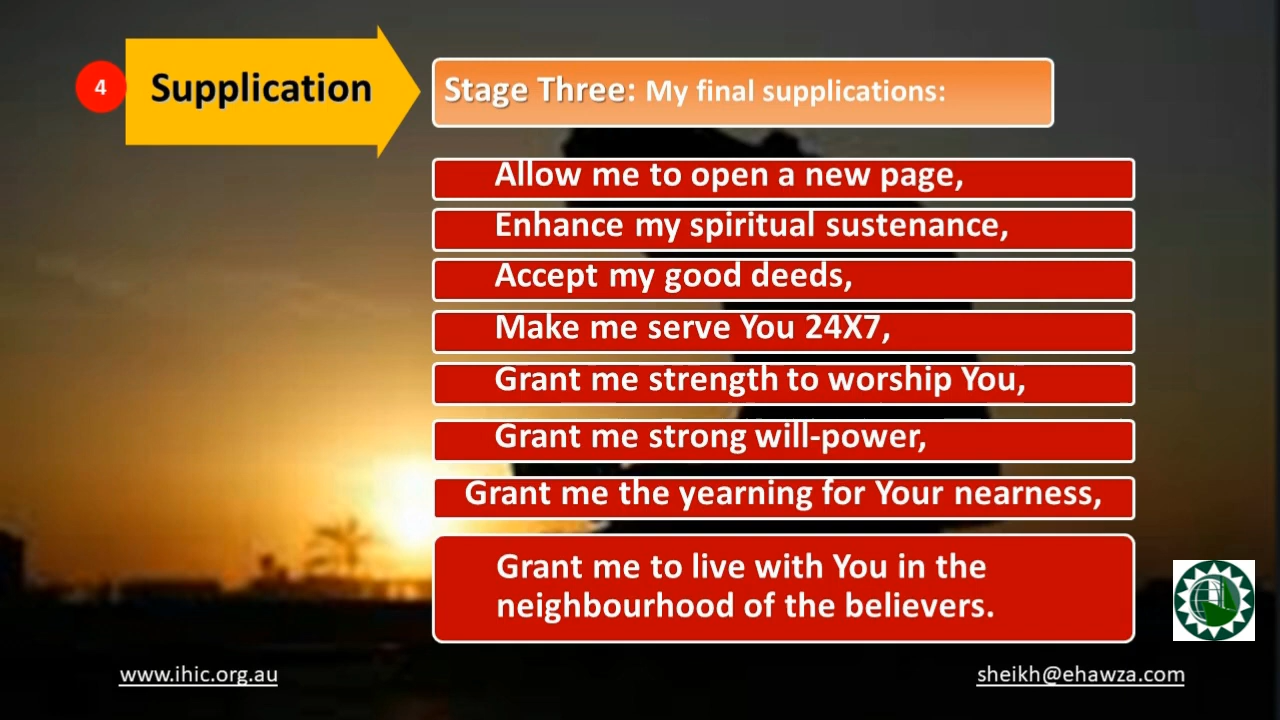 4
Supplication
Stage Three: My final supplications:
Allow me to open a new page,
Enhance my spiritual sustenance,
Accept my good deeds,
Make me serve You 24X7,
Grant me strength to worship You,
Grant me strong will-power,
Grant me the yearning for Your nearness,
Grant me to live with You in the
neighbourhood of the believers.
www.ihic.org.au
sheikh@ehawza.com